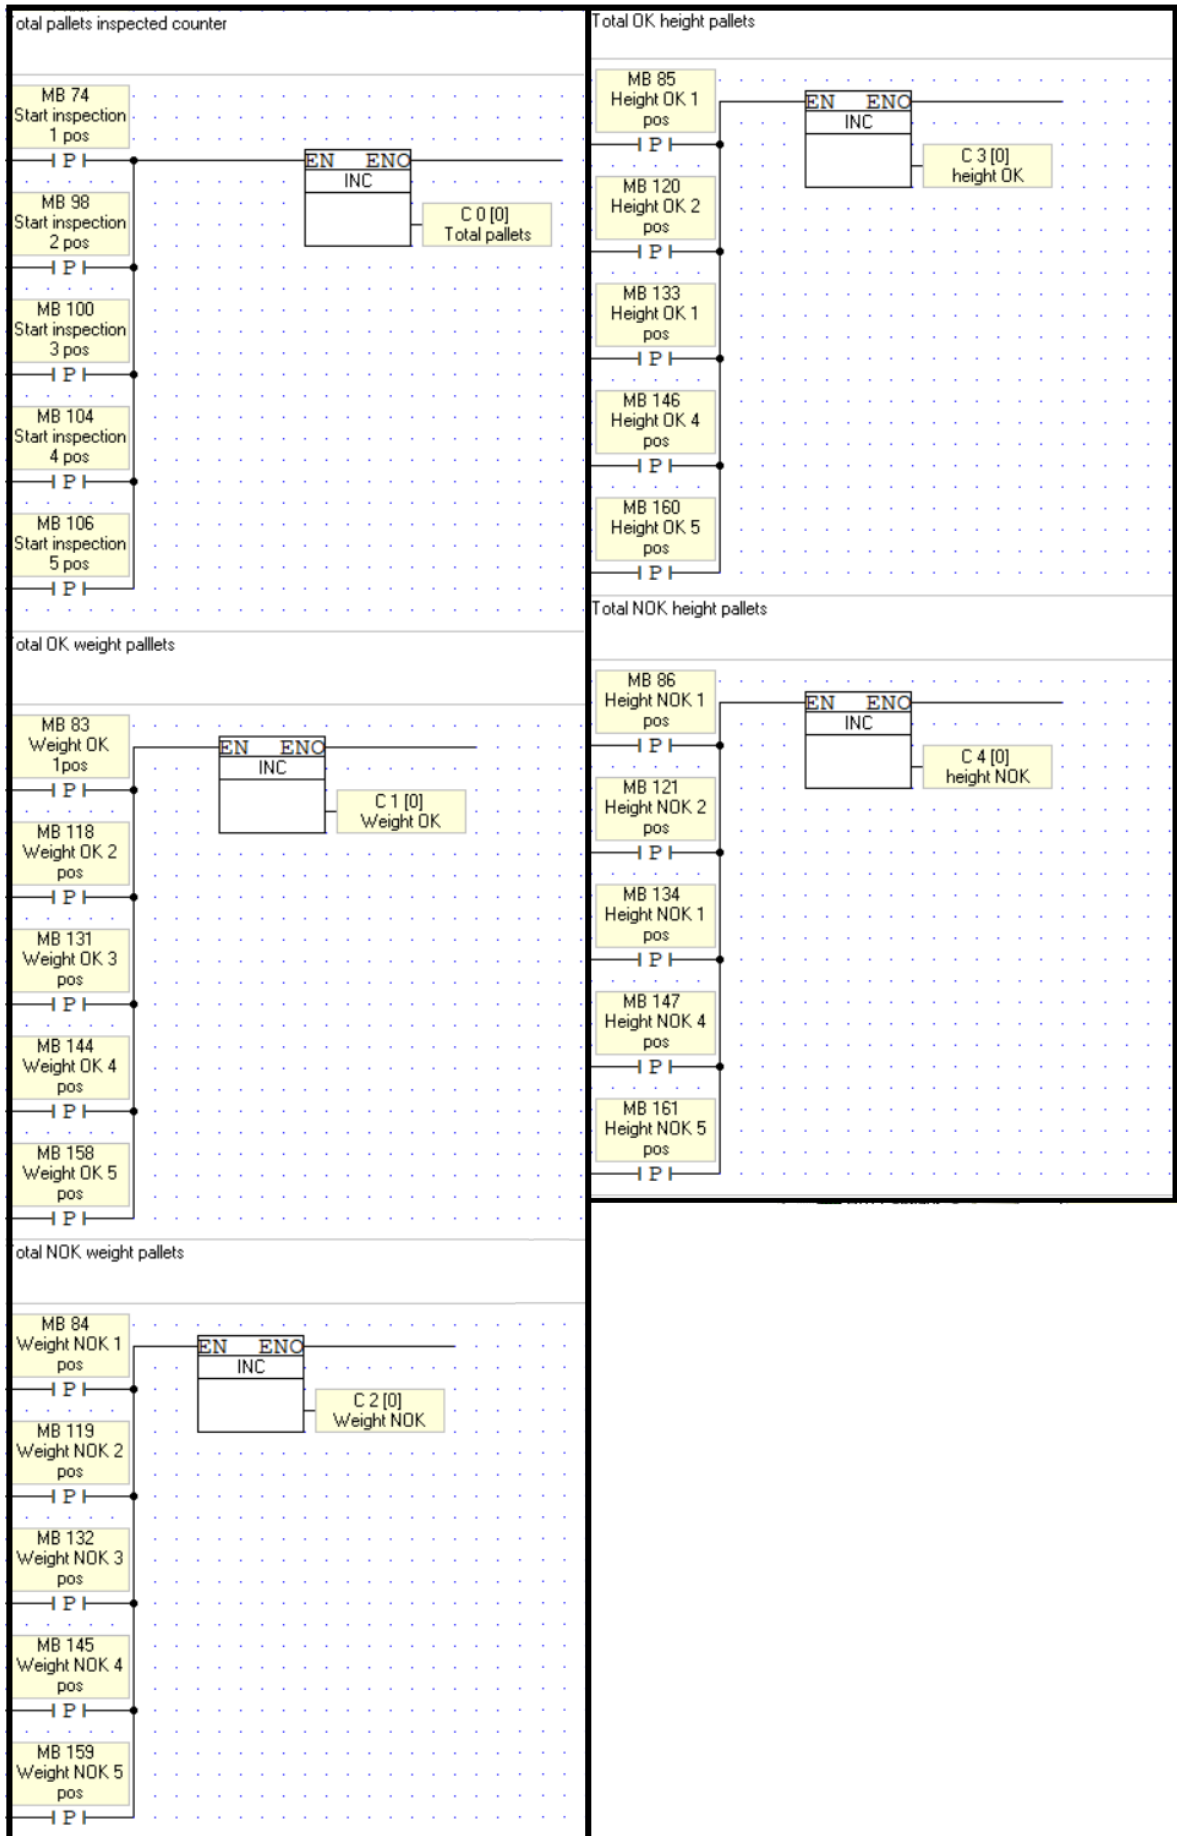 otal pallets inspected counter
MB 74
Start inspection
1 pos
P
EN ENO
INC
C 0 [0]
Total pallets
MB 98
Start inspection
2 pos
P
MB 100
Start inspection
3 pos
P
MB 104
Start inspection
4 pos
P
MB 106
Start inspection
5 pos
P
otal OK weight palllets
MB 83
Weight OK
1pos
P
EN ENO
INC
C 1 [0]
Weight OK
MB 118
Weight OK 2
pos
P
MB 131
Weight OK 3
pos
P
MB 144
Weight OK 4
pos
P
MB 158
Weight OK 5
pos
P
otal NOK weight pallets
MB 84
Weight NOK 1
pos
P
EN ENO
INC
C 2 [0]
Weight NOK
MB 119
Weight NOK 2
pos
P
MB 132
Weight NOK 3
pos
P
MB 145
Weight NOK 4
pos
P
MB 159
Weight NOK 5
pos
P
Total OK height pallets
MB 85
Height OK 1
pos
P
EN ENO
INC
C 3 [0]
height OK
MB 120
Height OK 2
pos
P
MB 133
Height OK 1
pos
P
MB 146
Height OK 4
pos
P
MB 160
Height OK 5
pos
P
Total NOK height pallets
MB 86
Height NOK 1
pos
P
EN ENO
INC
C 4 [0]
height NOK
MB 121
Height NOK 2
pos
P
MB 134
Height NOK 1
pos
P
MB 147
Height NOK 4
pos
P
MB 161
Height NOK 5
pos
P